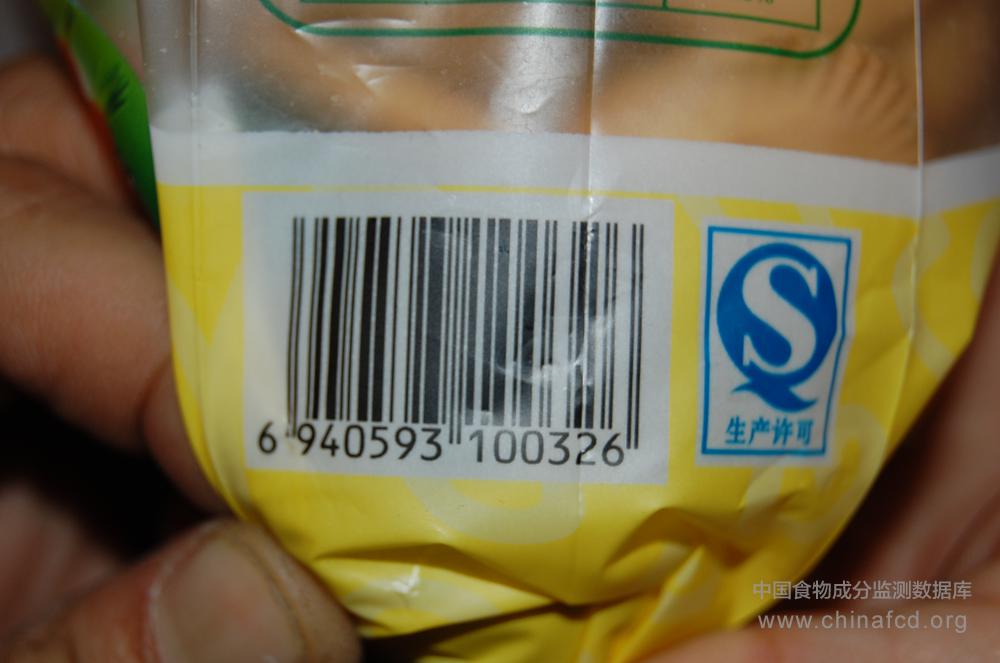 6 940593 100326
QS
生产许可
中国食物成分监测数据库
www.chinafcd.org